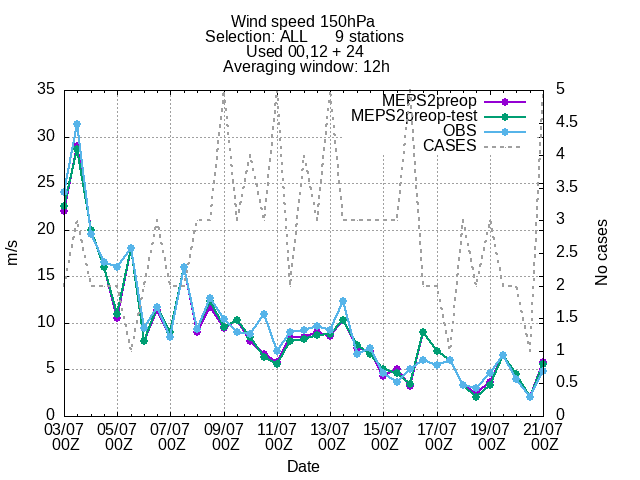 Wind speed 150hPa
Selection: ALL 9 stations
Used 00,12 + 24
Averaging window: 12h
MEPS2preop
MEPS2preop-test
OBS
CASES
35
30
25
20
15
10
5
0
m/s
5
4.5
4
3.5
3
2.5
2
1.5
1
0.5
0
No cases
03/07 05/07 07/07 09/07 11/07 13/07 15/07 17/07 19/07 21/07
00Z 00Z 00Z 00Z 00Z 00Z 00Z 00Z 00Z 00Z
Date